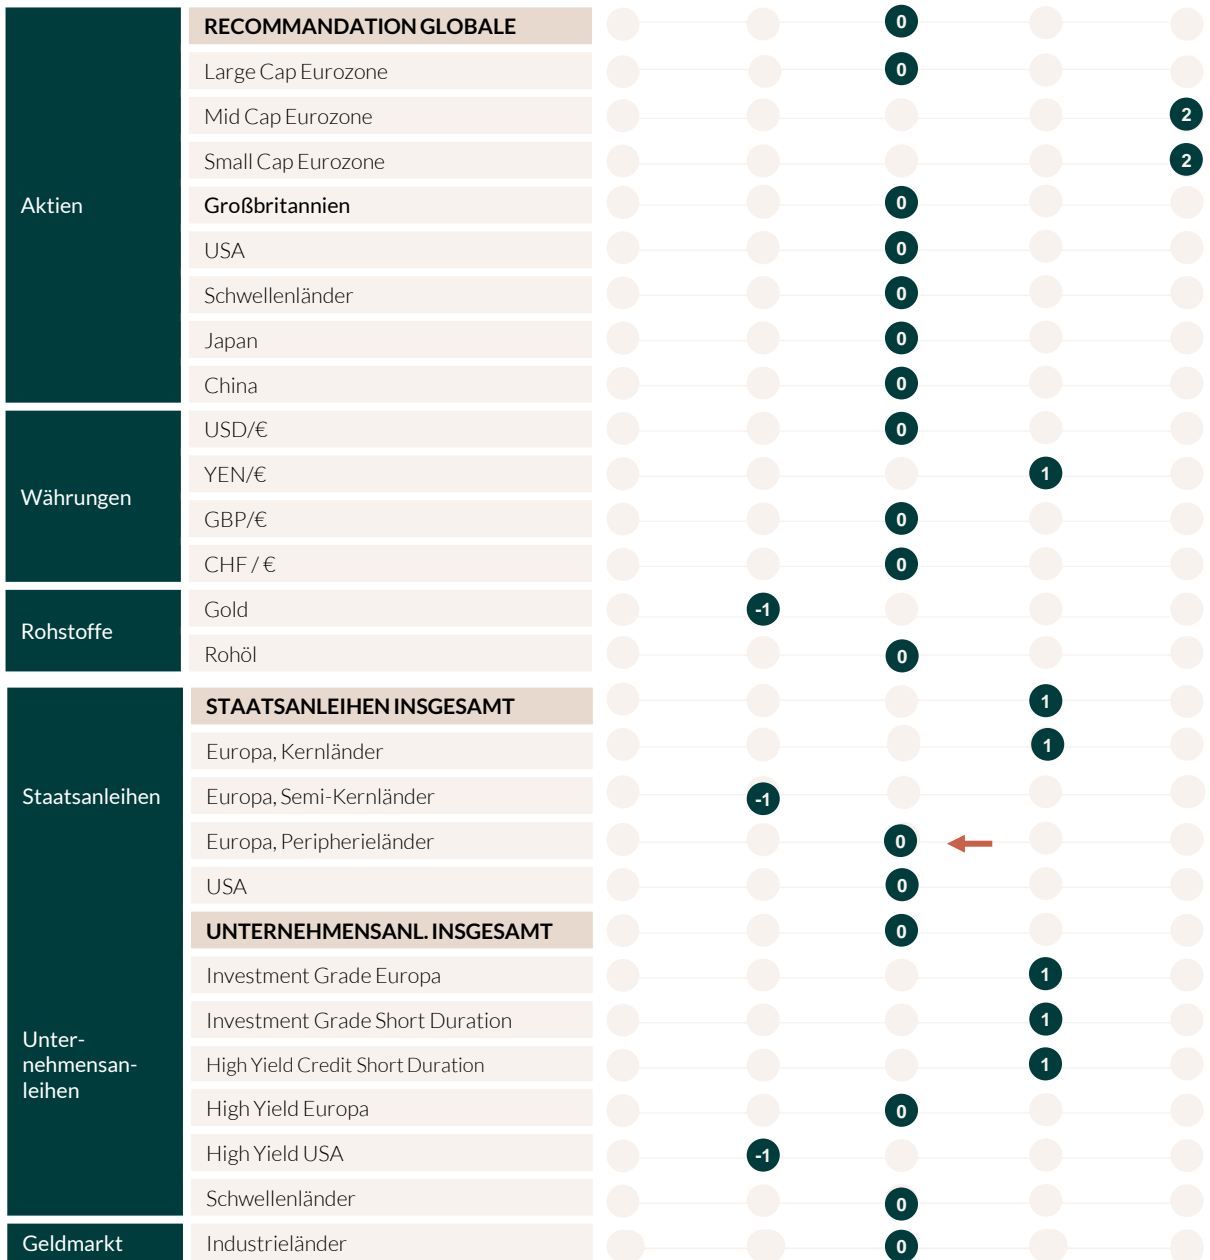 RECOMMANDATION GLOBALE 0
Large Cap Eurozone 0
Mid Cap Eurozone 2
Small Cap Eurozone 2
Aktien
Großbritannien 0
USA 0
Schwellenländer 0
Japan 0
China 0
USD/€ 0
YEN/€ 1
Währungen
GBP/€ 0
CHF / € 0
Gold -1
Rohstoffe
Rohöl 0
STAATSANLEIHEN INSGESAMT 1
Europa, Kernländer 1
Staatsanleihen
Europa, Semi-Kernländer -1
Europa, Peripherieländer 0
USA 0
UNTERNEHMENSANL. INSGESAMT 0
Investment Grade Europa 1
Investment Grade Short Duration 1
Unter-
nehmensan-
leihen
High Yield Credit Short Duration 1
High Yield Europa 0
High Yield USA -1
Schwellenländer 0
Geldmarkt
Industrieländer 0